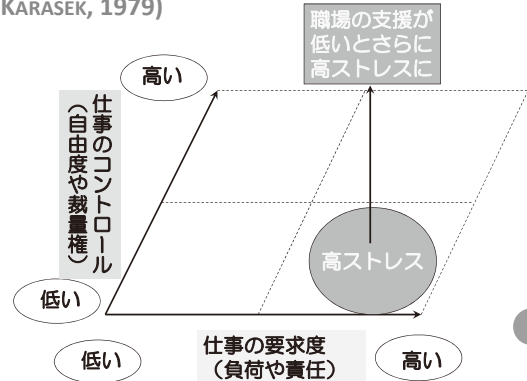 KARASEK, 1979)
職場の支援が
低いとさらに
高ストレスに
高い
仕事のコントロール
（自由度や裁量権）
高ストレス
低い
低い
仕事の要求度
（負荷や責任）
高い